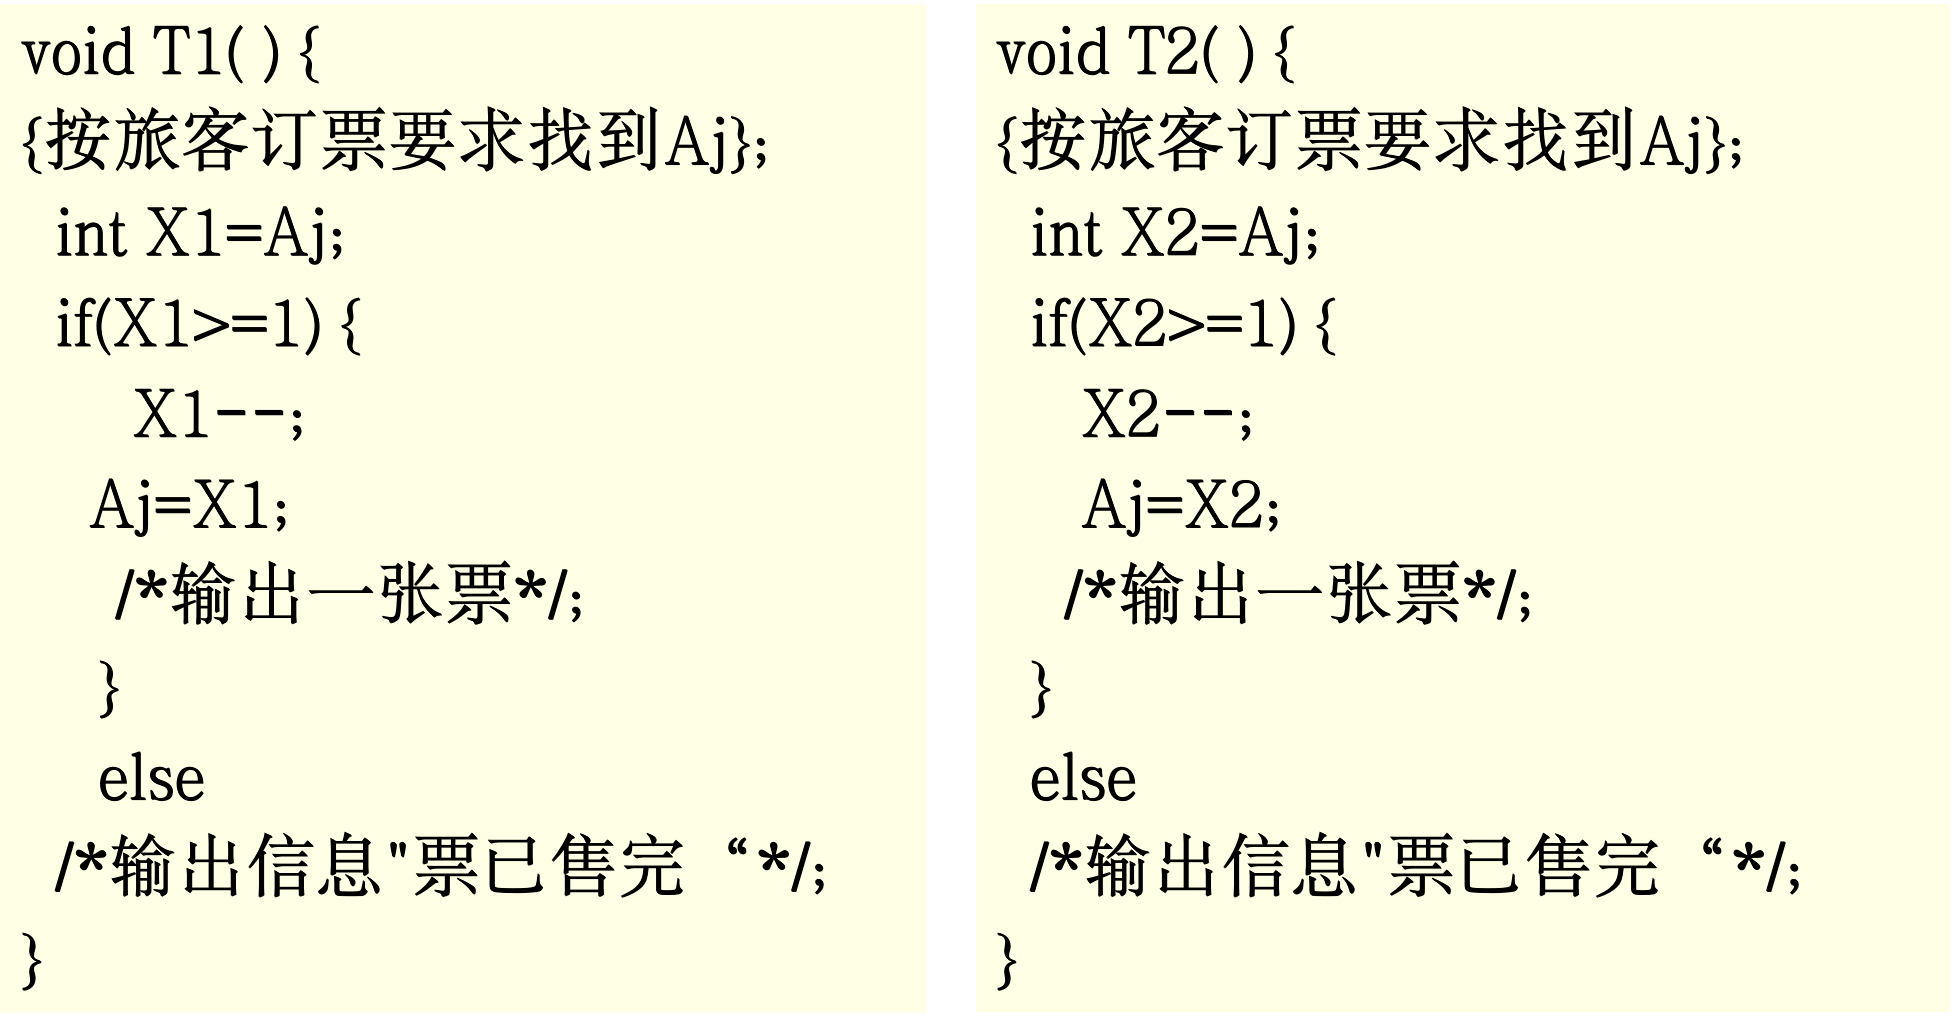 void T1( ) {
{按旅客订票要求找到Aj};
int X1=Aj;
if(X1>=1) {
X1--;
Aj=X1;
/*输出一张票*/;
}
else
/*输出信息"票已售完 “*/;
}
void T2( ) {
{按旅客订票要求找到Aj};
int X2=Aj;
if(X2>=1) {
X2--;
Aj=X2;
/*输出一张票*/;
}
else
/*输出信息"票已售完 “*/;
}